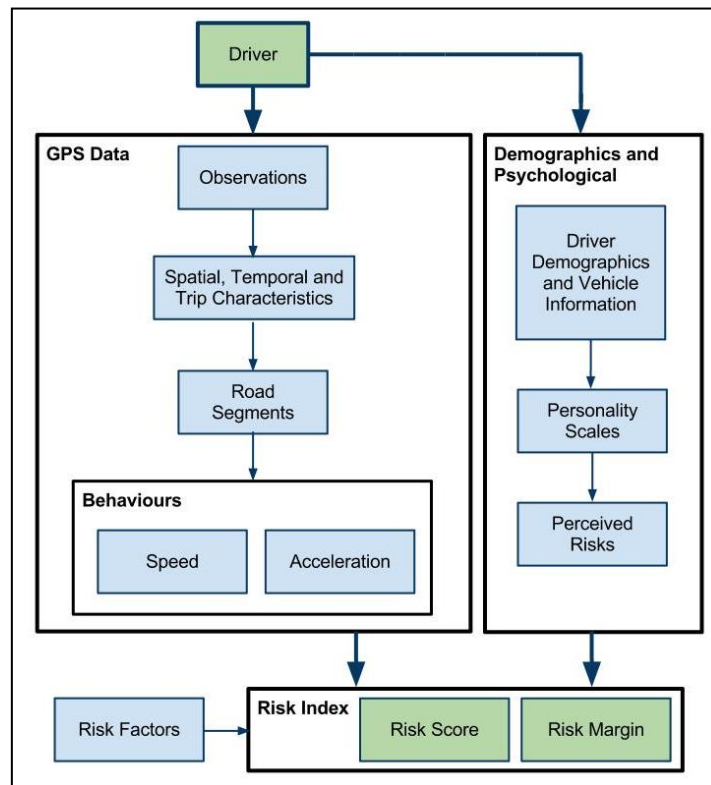 Driver
GPS Data
Observations
Spatial, Temporal and
Trip Characteristics
Road
Segments
Behaviours
Speed
Acceleration
Demographics and
Psychological
Driver
Demographics
and Vehicle
Information
Personality
Scales
Perceived
Risks
Risk Factors
Risk Index
Risk Score
Risk Margin